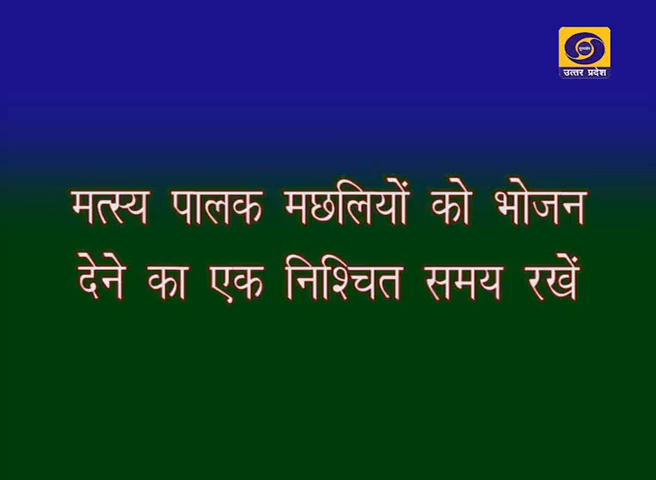 उत्तर प्रदेश
मत्स्य पालक मछलियों को भोजन
देने का एक निश्चित समय रखें